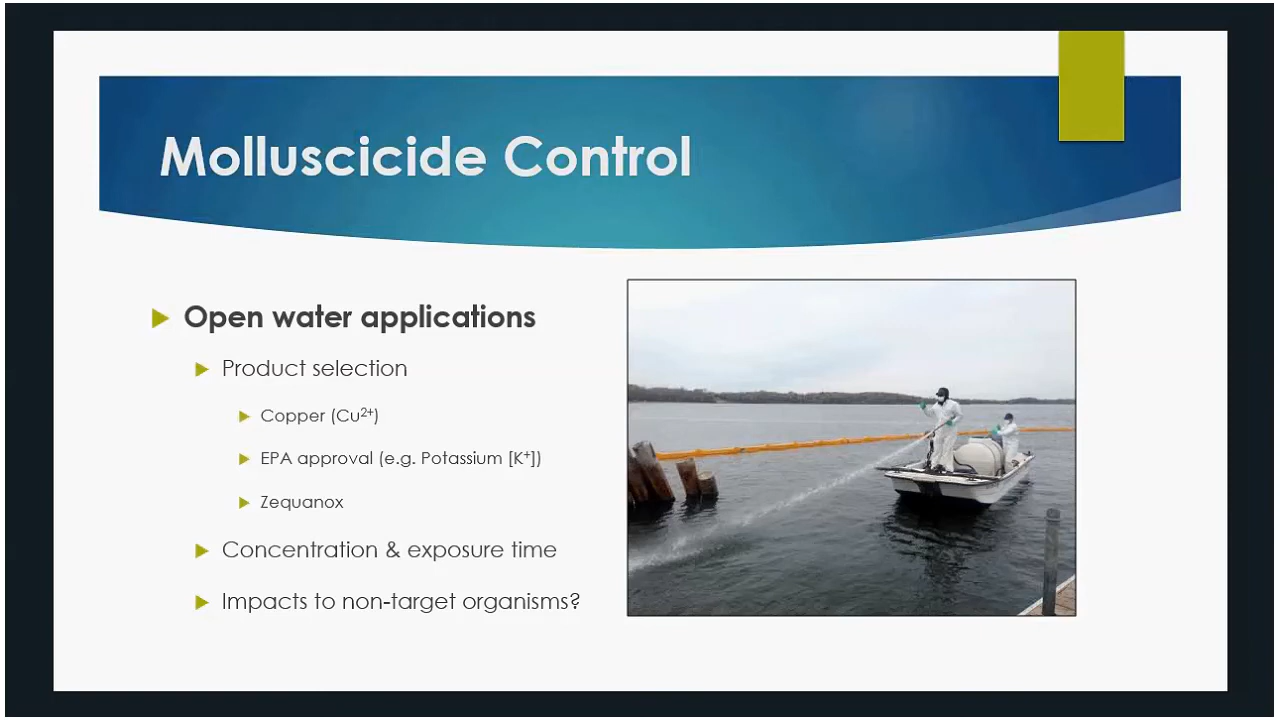 Molluscicide Control
Open water applications
Product selection
Copper (Cu²⁺)
EPA approval (e.g. Potassium [K⁺])
Zequanox
Concentration & exposure time
Impacts to non-target organisms?